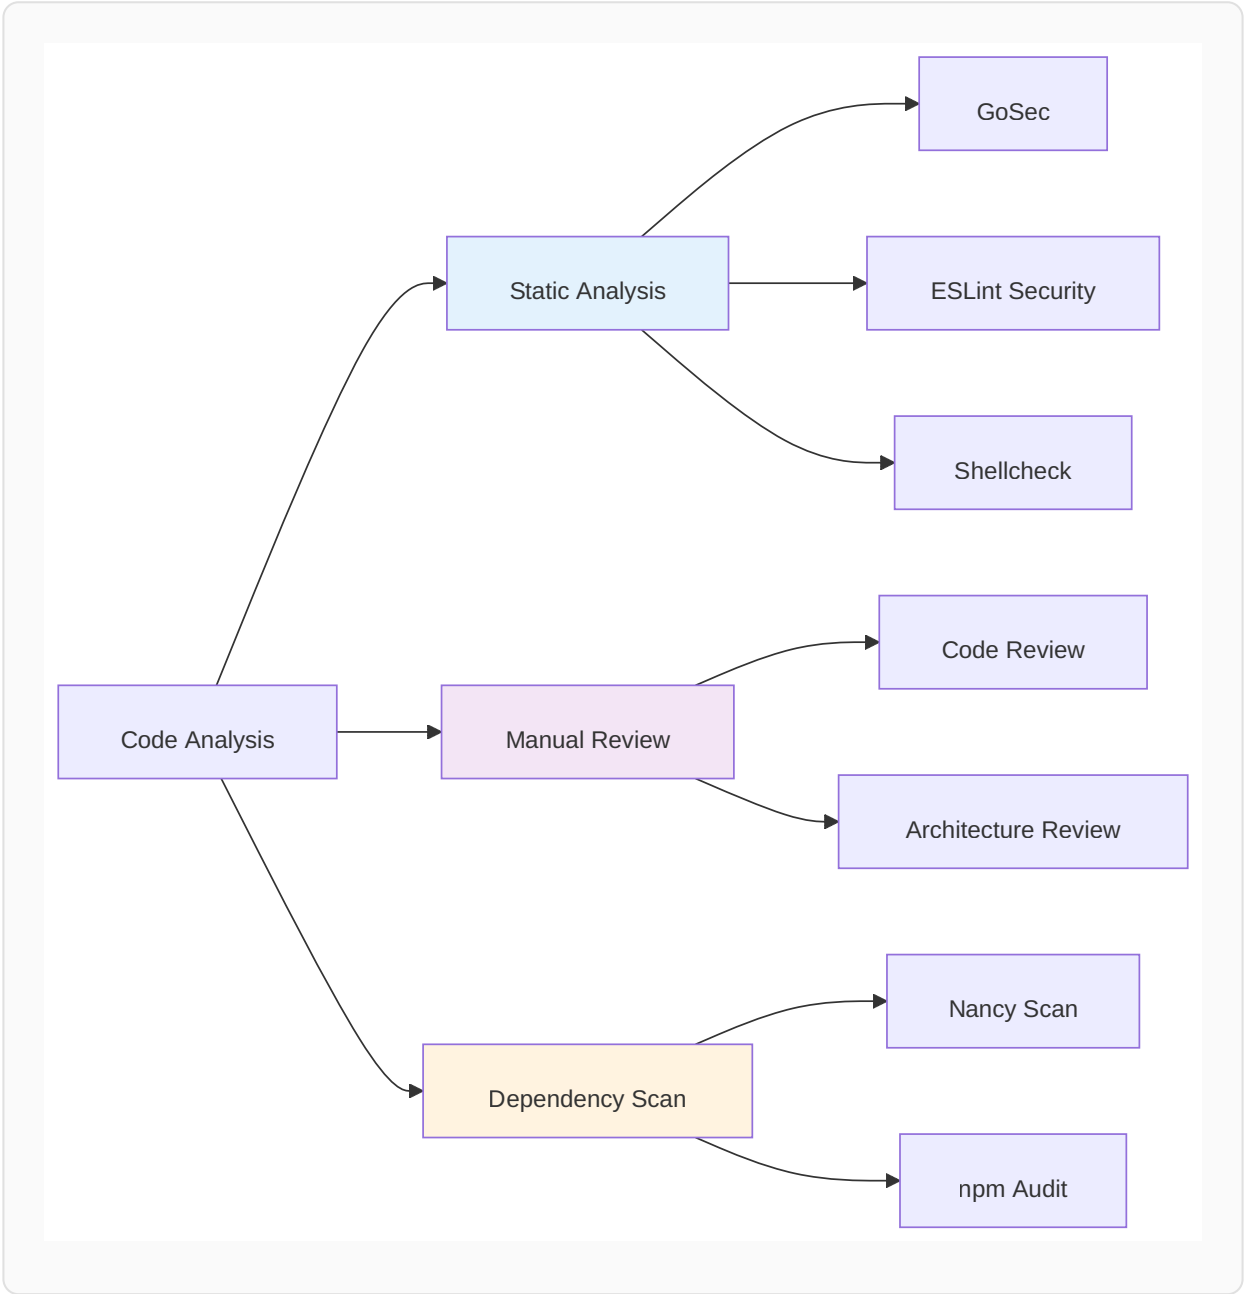 GoSec
Static Analysis
ESLint Security
Shellcheck
Code Review
Code Analysis
Manual Review
Architecture Review
Nancy Scan
Dependency Scan
npm Audit